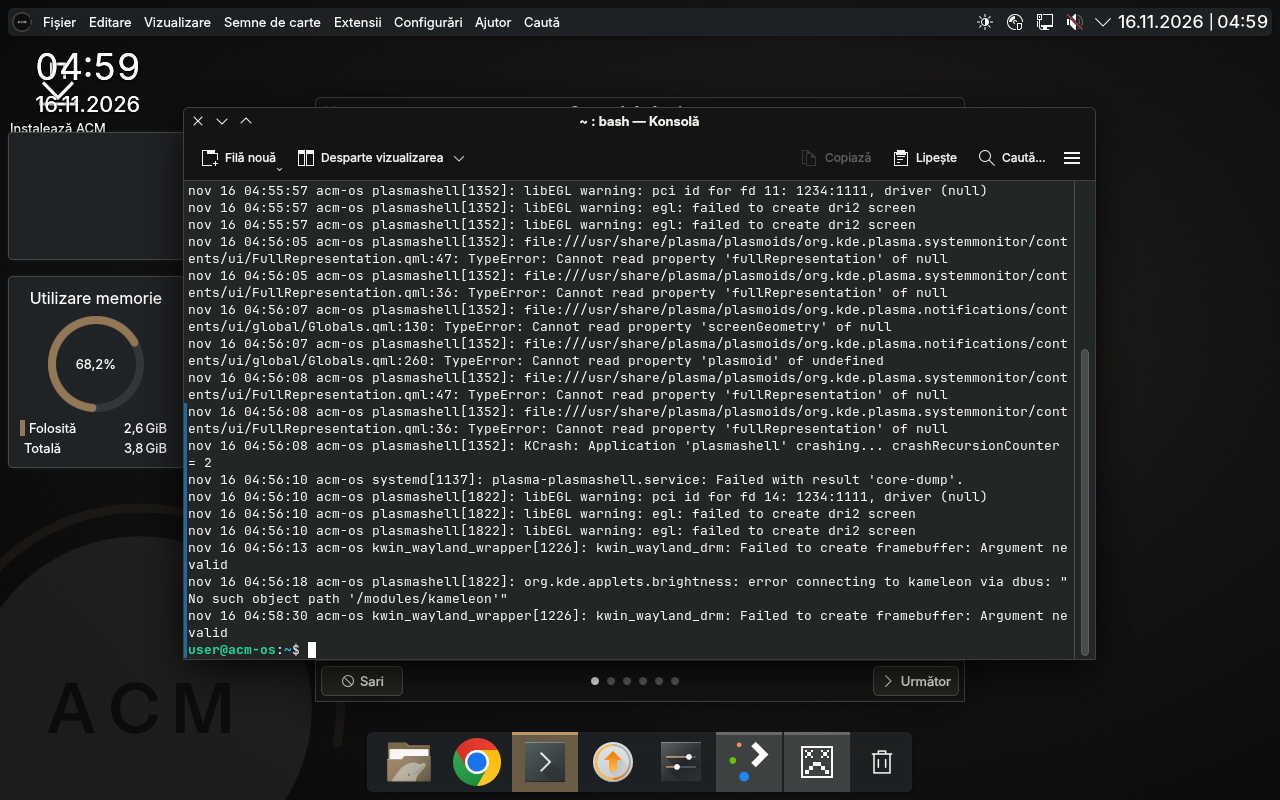 Fișier Editare Vizualizare Semne de carte Extensii Configurări Ajutor Caută 16.11.2026 | 04:59
04:59
16.11.2026
Instalează ACM
Utilizare memorie
68,2%
Folosită 2,6 GiB
Totală 3,8 GiB
~ : bash — Konsolă
Filă nouă Desparte vizualizarea Copiază Lipește Caută...
nov 16 04:55:57 acm-os plasmashell[1352]: libEGL warning: pci id for fd 11: 1234:1111, driver (null)
nov 16 04:55:57 acm-os plasmashell[1352]: libEGL warning: egl: failed to create dri2 screen
nov 16 04:55:57 acm-os plasmashell[1352]: libEGL warning: egl: failed to create dri2 screen
nov 16 04:56:05 acm-os plasmashell[1352]: file:///usr/share/plasma/plasmoids/org.kde.plasma.systemmonitor/cont
ents/ui/FullRepresentation.qml:47: TypeError: Cannot read property 'fullRepresentation' of null
nov 16 04:56:05 acm-os plasmashell[1352]: file:///usr/share/plasma/plasmoids/org.kde.plasma.systemmonitor/cont
ents/ui/FullRepresentation.qml:36: TypeError: Cannot read property 'fullRepresentation' of null
nov 16 04:56:07 acm-os plasmashell[1352]: file:///usr/share/plasma/plasmoids/org.kde.plasma.notifications/cont
ents/ui/global/Globals.qml:130: TypeError: Cannot read property 'screenGeometry' of null
nov 16 04:56:07 acm-os plasmashell[1352]: file:///usr/share/plasma/plasmoids/org.kde.plasma.notifications/cont
ents/ui/global/Globals.qml:260: TypeError: Cannot read property 'plasmoid' of undefined
nov 16 04:56:08 acm-os plasmashell[1352]: file:///usr/share/plasma/plasmoids/org.kde.plasma.systemmonitor/cont
ents/ui/FullRepresentation.qml:47: TypeError: Cannot read property 'fullRepresentation' of null
nov 16 04:56:08 acm-os plasmashell[1352]: file:///usr/share/plasma/plasmoids/org.kde.plasma.systemmonitor/cont
ents/ui/FullRepresentation.qml:36: TypeError: Cannot read property 'fullRepresentation' of null
nov 16 04:56:08 acm-os plasmashell[1352]: KCrash: Application 'plasmashell' crashing... crashRecursionCounter
= 2
nov 16 04:56:10 acm-os systemd[1137]: plasma-plasmashell.service: Failed with result 'core-dump'.
nov 16 04:56:10 acm-os plasmashell[1822]: libEGL warning: pci id for fd 14: 1234:1111, driver (null)
nov 16 04:56:10 acm-os plasmashell[1822]: libEGL warning: egl: failed to create dri2 screen
nov 16 04:56:10 acm-os plasmashell[1822]: libEGL warning: egl: failed to create dri2 screen
nov 16 04:56:13 acm-os kwin_wayland_wrapper[1226]: kwin_wayland_drm: Failed to create framebuffer: Argument ne
valid
nov 16 04:56:18 acm-os plasmashell[1822]: org.kde.applets.brightness: error connecting to kameleon via dbus: "
No such object path '/modules/kameleon'"
nov 16 04:58:30 acm-os kwin_wayland_wrapper[1226]: kwin_wayland_drm: Failed to create framebuffer: Argument ne
valid
user@acm-os:~$
Sari Următor
ACM